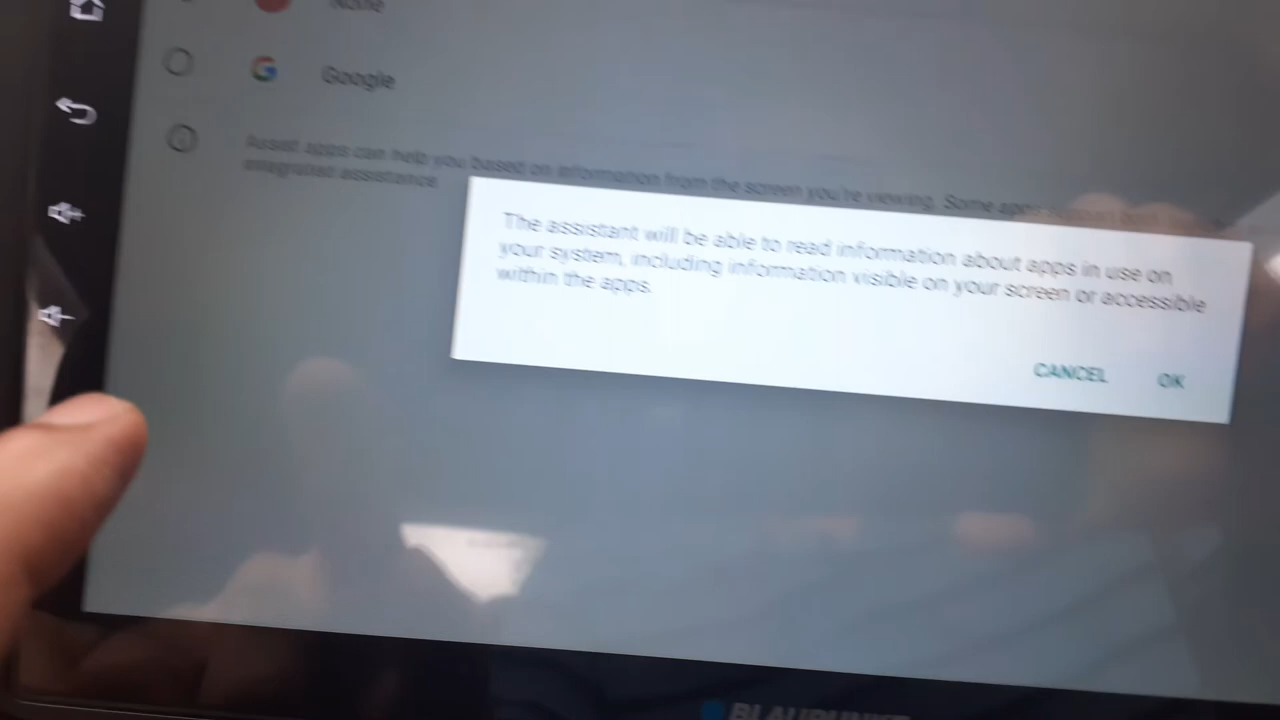 None
Google
Assist apps can help you based on information from the screen you're viewing. Some apps
integrated assistance.
The assistant will be able to read information about apps in use on
your system, including information visible on your screen or accessible
within the apps.
CANCEL OK
BLAUPUNKT